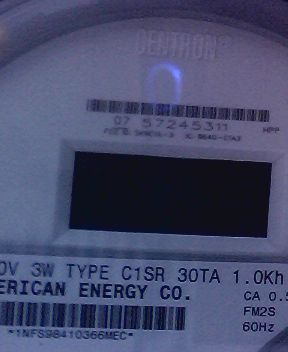 CENTRON®
07 57245311
HPP
0V 3W TYPE C1SR 30TA 1.0Kh
ERICAN ENERGY CO.
CA 0.5
FM2S
60Hz
*1NFS98410366MEC*